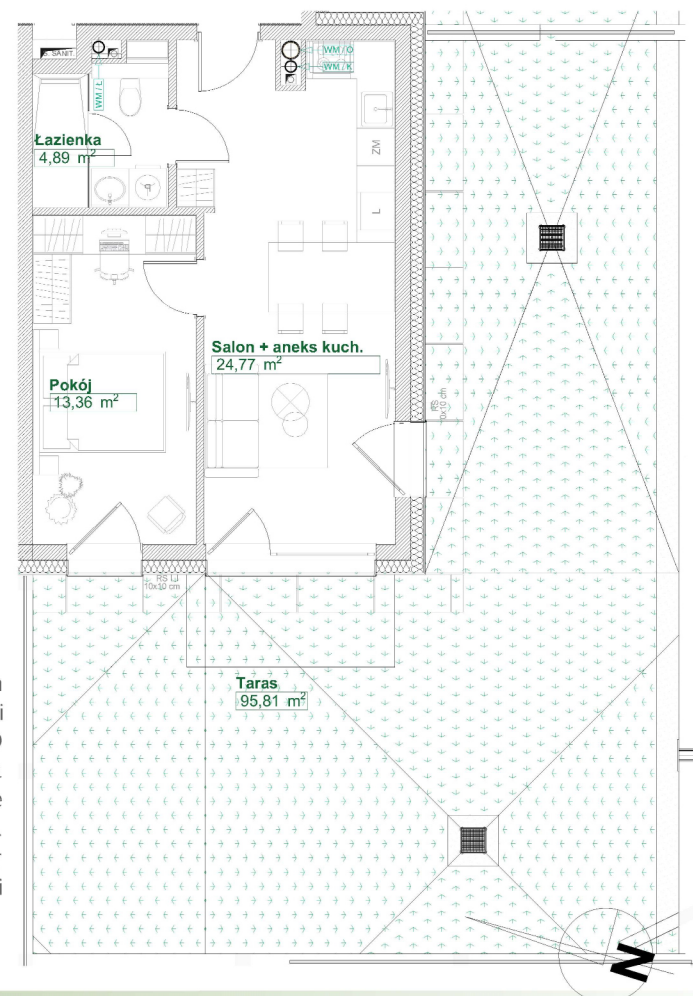 S. SANIT.
WM / O
WM / K
WM / Ł
Łazienka
4,89 m²
ZM
P
L
Salon + aneks kuch.
24,77 m²
Pokój
13,36 m²
RS
10x10 cm
RS
10x10 cm
Taras
95,81 m²
i
i
N